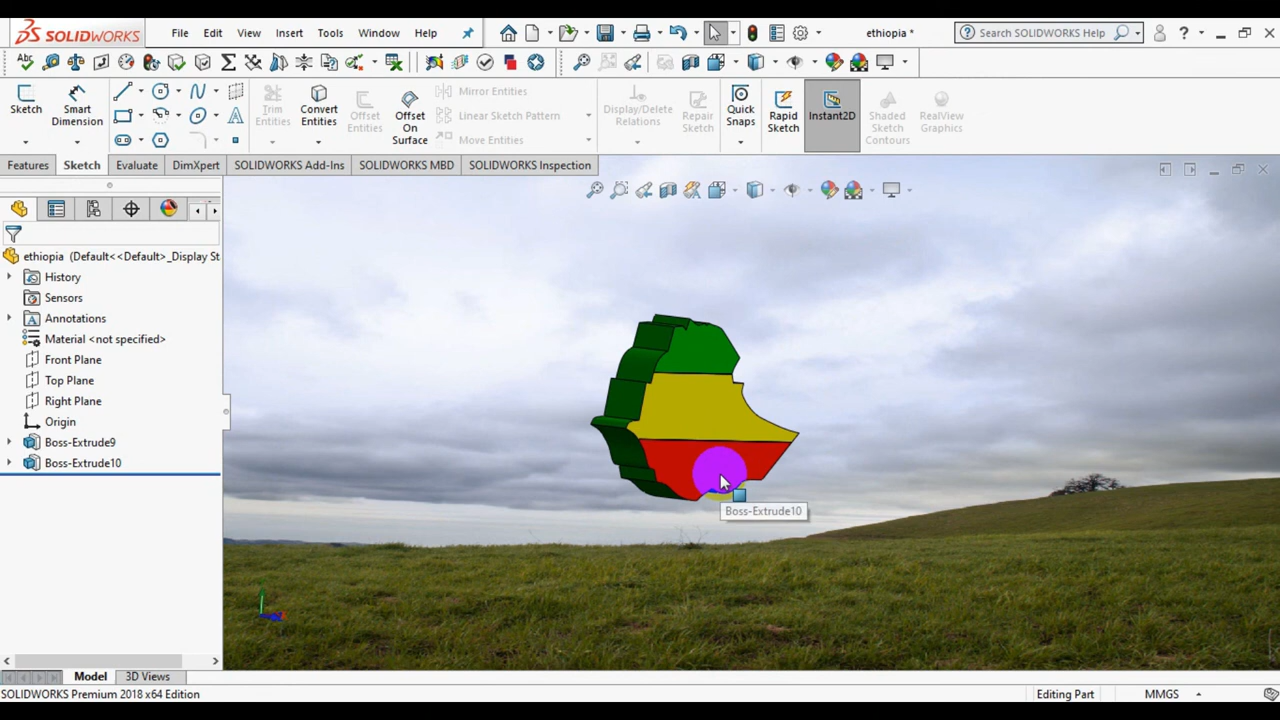 SOLIDWORKS File Edit View Insert Tools Window Help ethiopia * Search SOLIDWORKS Help ?
Sketch Smart Dimension Trim Entities Convert Entities Offset Entities Offset On Surface Mirror Entities Linear Sketch Pattern Move Entities Display/Delete Relations Repair Sketch Quick Snaps Rapid Sketch Instant2D Shaded Sketch Contours RealView Graphics
Features Sketch Evaluate DimXpert SOLIDWORKS Add-Ins SOLIDWORKS MBD SOLIDWORKS Inspection
ethiopia (Default<<Default>_Display St
History
Sensors
Annotations
Material <not specified>
Front Plane
Top Plane
Right Plane
Origin
Boss-Extrude9
Boss-Extrude10
Boss-Extrude10
Model 3D Views
SOLIDWORKS Premium 2018 x64 Edition Editing Part MMGS